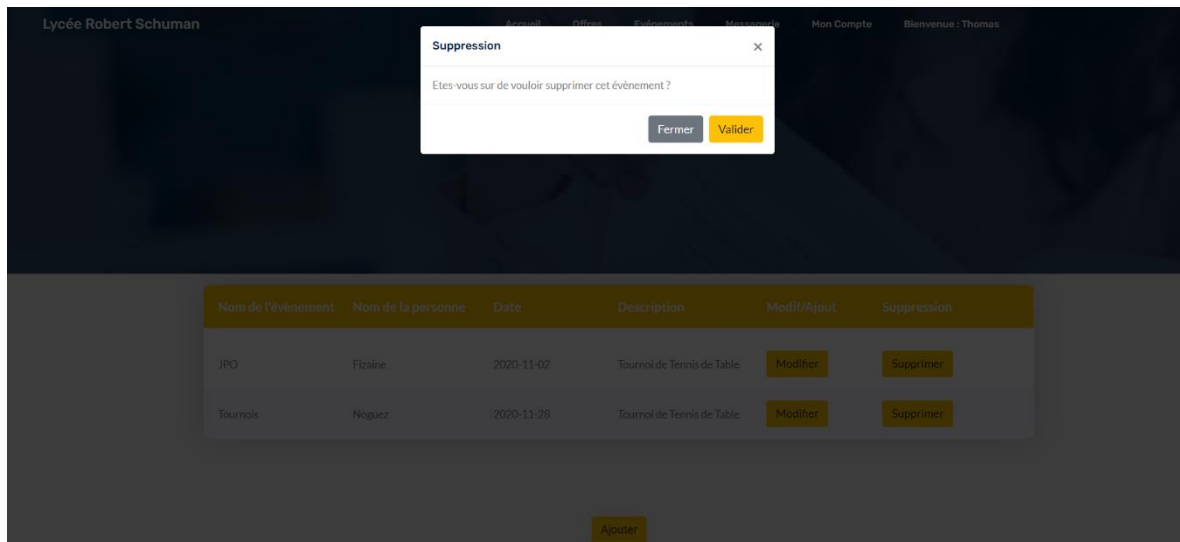 Lycée Robert Schuman
Accueil Offres Evénements Messagerie Mon Compte Bienvenue : Thomas
Suppression ×
Etes-vous sur de vouloir supprimer cet évènement ?
Fermer Valider
Nom de l'évènement Nom de la personne Date Description Modif/Ajout Suppression
JPO Fizaine 2020-11-02 Tournoi de Tennis de Table Modifier Supprimer
Tournois Noguez 2020-11-28 Tournoi de Tennis de Table Modifier Supprimer
Ajouter